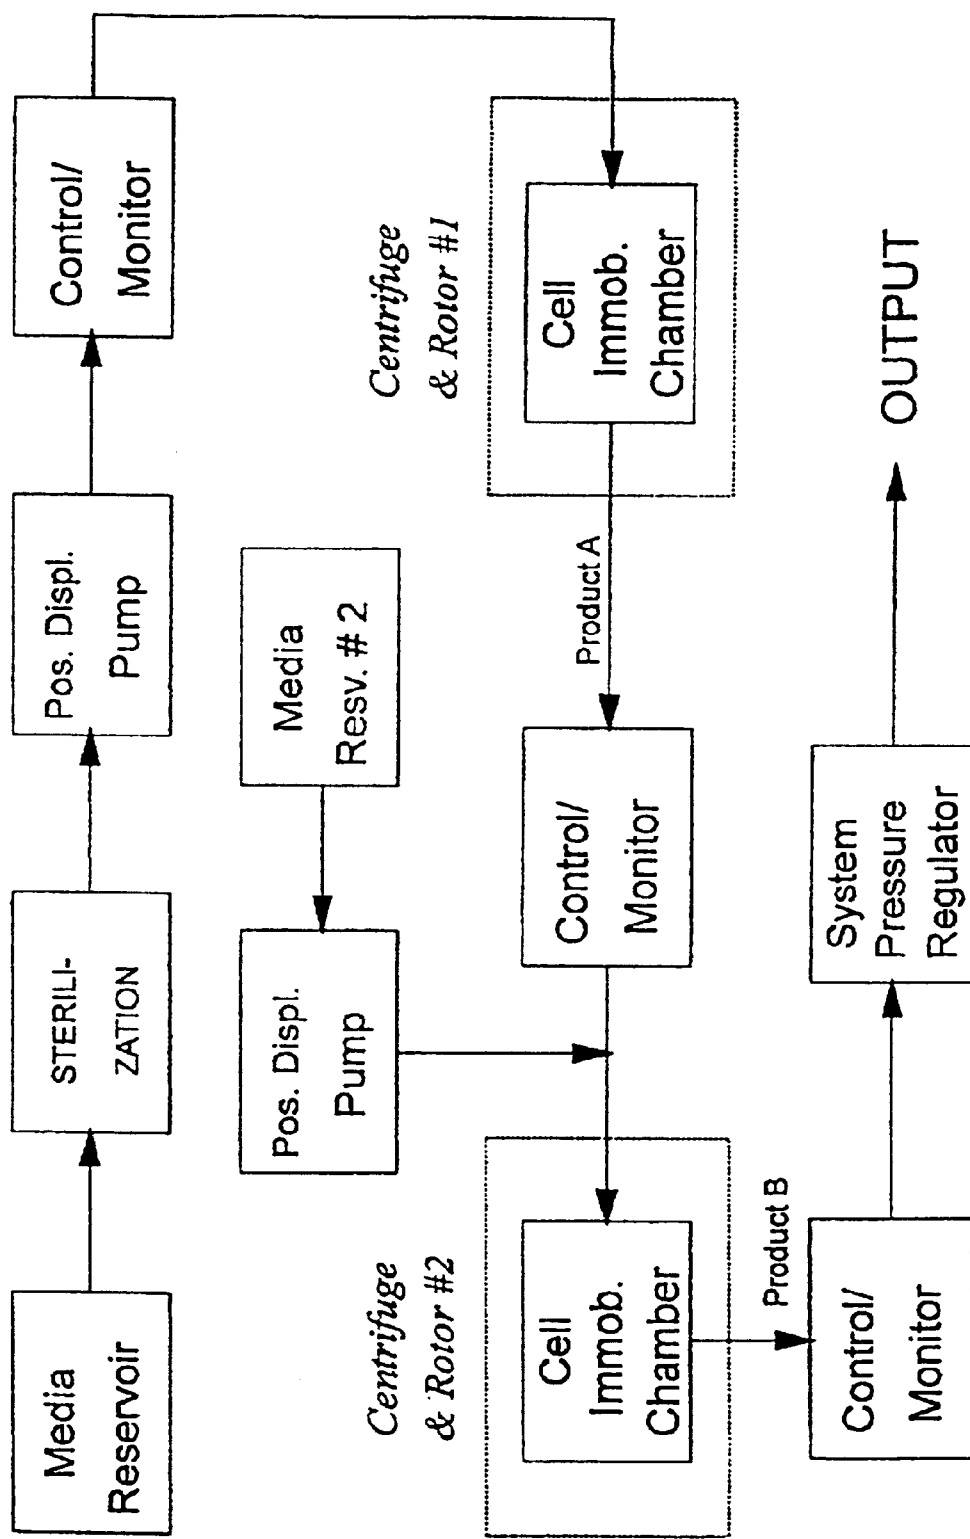 Media
Reservoir
STERILI-
ZATION
Pos. Displ.
Pump
Control/
Monitor
Pos. Displ.
Pump
Media
Resv. # 2
Centrifuge
& Rotor #2
Centrifuge
& Rotor #1
Cell
Immob.
Chamber
Control/
Monitor
Product A
Cell
Immob.
Chamber
Product B
Control/
Monitor
System
Pressure
Regulator
OUTPUT